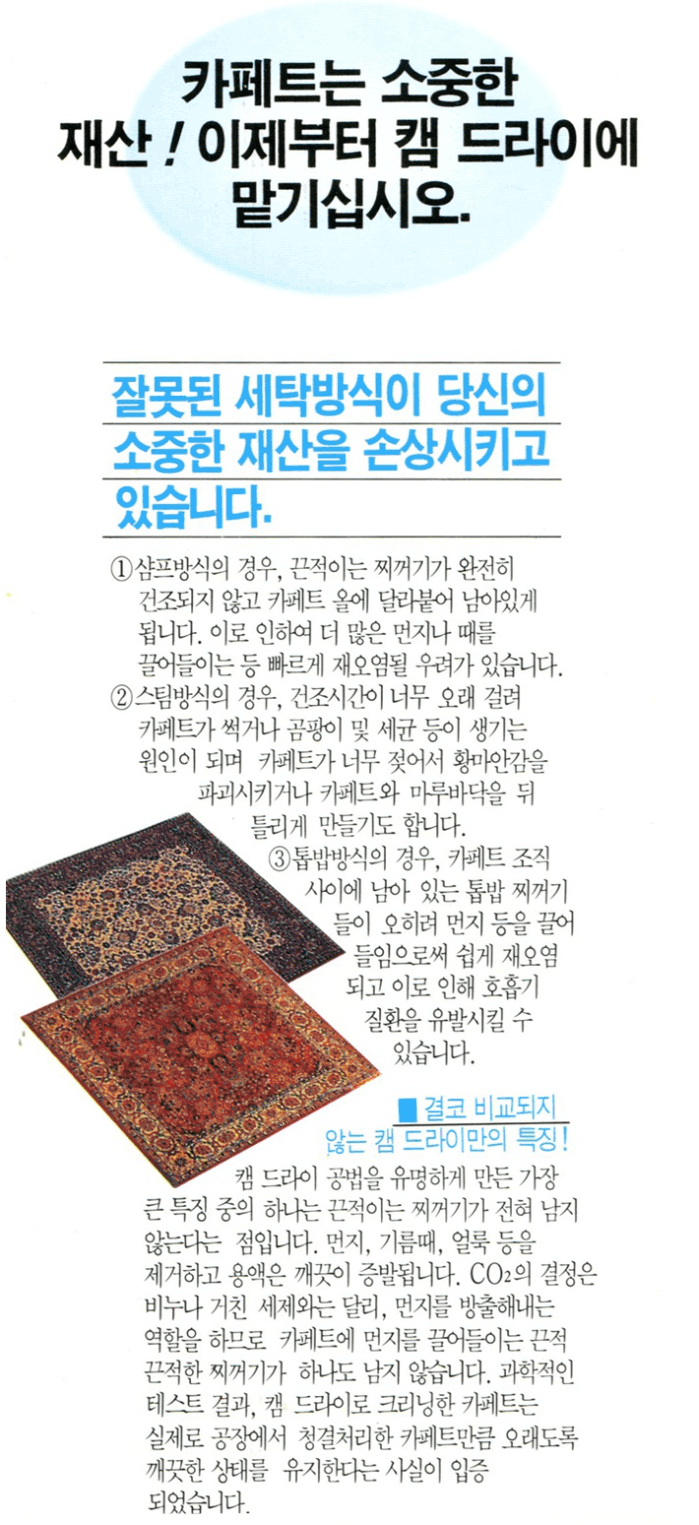 카페트는 소중한
재산! 이제부터 캠 드라이에
맡기십시오.
잘못된 세탁방식이 당신의
소중한 재산을 손상시키고
있습니다.
①샴프방식의 경우, 끈적이는 찌꺼기가 완전히
건조되지 않고 카페트 올에 달라붙어 남아있게
됩니다. 이로 인하여 더 많은 먼지나 때를
끌어들이는 등 빠르게 재오염될 우려가 있습니다.
②스팀방식의 경우, 건조시간이 너무 오래 걸려
카페트가 썩거나 곰팡이 및 세균 등이 생기는
원인이 되며 카페트가 너무 젖어서 황마안감을
파괴시키거나 카페트와 마루바닥을 뒤
틀리게 만들기도 합니다.
③톱밥방식의 경우, 카페트 조직
사이에 남아 있는 톱밥 찌꺼기
들이 오히려 먼지 등을 끌어
들임으로써 쉽게 재오염
되고 이로 인해 호흡기
질환을 유발시킬 수
있습니다.
■ 결코 비교되지
않는 캠 드라이만의 특징!
캠 드라이 공법을 유명하게 만든 가장
큰 특징 중의 하나는 끈적이는 찌꺼기가 전혀 남지
않는다는 점입니다. 먼지, 기름때, 얼룩 등을
제거하고 용액은 깨끗이 증발됩니다. CO₂의 결정은
비누나 거친 세제와는 달리, 먼지를 방출해내는
역할을 하므로 카페트에 먼지를 끌어들이는 끈적
끈적한 찌꺼기가 하나도 남지 않습니다. 과학적인
테스트 결과, 캠 드라이로 크리닝한 카페트는
실제로 공장에서 청결처리한 카페트만큼 오래도록
깨끗한 상태를 유지한다는 사실이 입증
되었습니다.